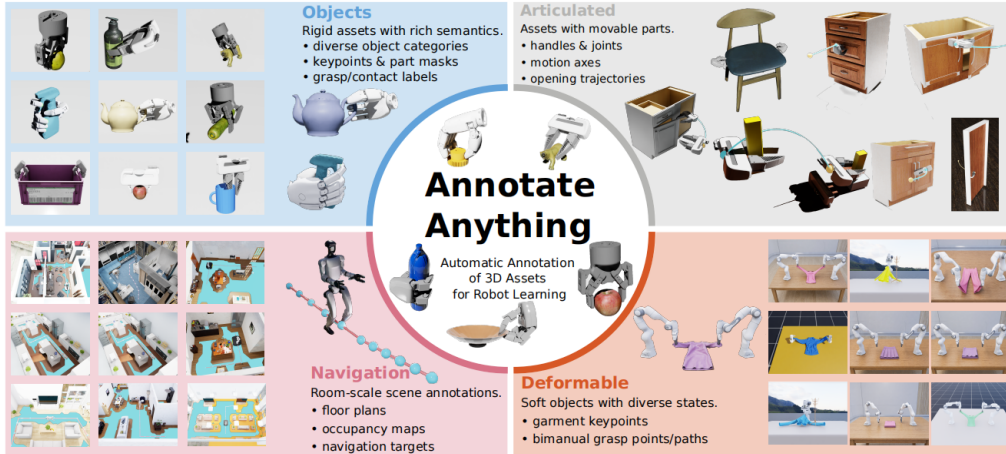 Objects
Rigid assets with rich semantics.
• diverse object categories
• keypoints & part masks
• grasp/contact labels
Articulated
Assets with movable parts.
• handles & joints
• motion axes
• opening trajectories
Annotate
Anything
Automatic Annotation
of 3D Assets
for Robot Learning
Navigation
Room-scale scene annotations.
• floor plans
• occupancy maps
• navigation targets
Deformable
Soft objects with diverse states.
• garment keypoints
• bimanual grasp points/paths